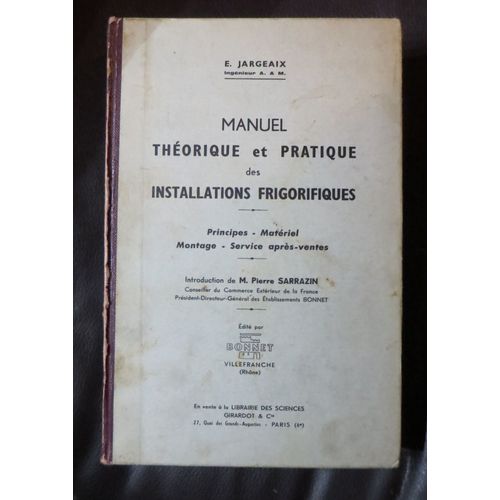 E. JARGEAIX
Ingénieur A. & M.
MANUEL
THÉORIQUE et PRATIQUE
des
INSTALLATIONS FRIGORIFIQUES
Principes - Matériel
Montage - Service après-ventes
Introduction de M. Pierre SARRAZIN
Conseiller du Commerce Extérieur de la France
Président-Directeur-Général des Établissements BONNET
Édité par
BONNET
VILLEFRANCHE
(Rhône)
En vente à la LIBRAIRIE DES SCIENCES
GIRARDOT & Cie
27, Quai des Grands-Augustins - PARIS (6e)